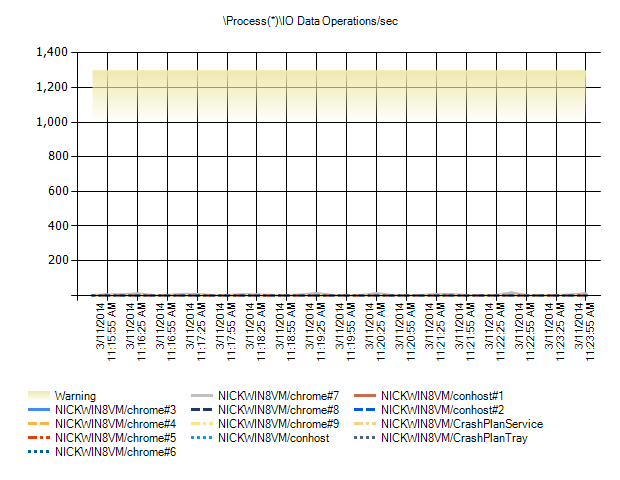 \Process(*)\IO Data Operations/sec
1,400
1,200
1,000
800
600
400
200
3/11/2014 11:15:55 AM
3/11/2014 11:16:25 AM
3/11/2014 11:16:55 AM
3/11/2014 11:17:25 AM
3/11/2014 11:17:55 AM
3/11/2014 11:18:25 AM
3/11/2014 11:18:55 AM
3/11/2014 11:19:25 AM
3/11/2014 11:19:55 AM
3/11/2014 11:20:25 AM
3/11/2014 11:20:55 AM
3/11/2014 11:21:25 AM
3/11/2014 11:21:55 AM
3/11/2014 11:22:25 AM
3/11/2014 11:22:55 AM
3/11/2014 11:23:25 AM
3/11/2014 11:23:55 AM
Warning
NICKWIN8VM/chrome#3
NICKWIN8VM/chrome#4
NICKWIN8VM/chrome#5
NICKWIN8VM/chrome#6
NICKWIN8VM/chrome#7
NICKWIN8VM/chrome#8
NICKWIN8VM/chrome#9
NICKWIN8VM/conhost
NICKWIN8VM/conhost#1
NICKWIN8VM/conhost#2
NICKWIN8VM/CrashPlanService
NICKWIN8VM/CrashPlanTray